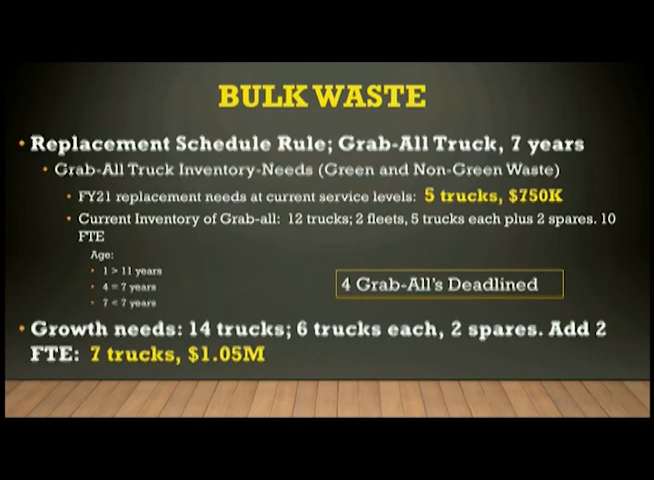 BULK WASTE
• Replacement Schedule Rule; Grab-All Truck, 7 years
• Grab-All Truck Inventory-Needs (Green and Non-Green Waste)
• FY21 replacement needs at current service levels: 5 trucks, $750K
• Current Inventory of Grab-all: 12 trucks; 2 fleets, 5 trucks each plus 2 spares. 10
FTE
Age:
• 1 > 11 years
• 4 = 7 years
• 7 < 7 years
4 Grab-All's Deadlined
• Growth needs: 14 trucks; 6 trucks each, 2 spares. Add 2
FTE: 7 trucks, $1.05M